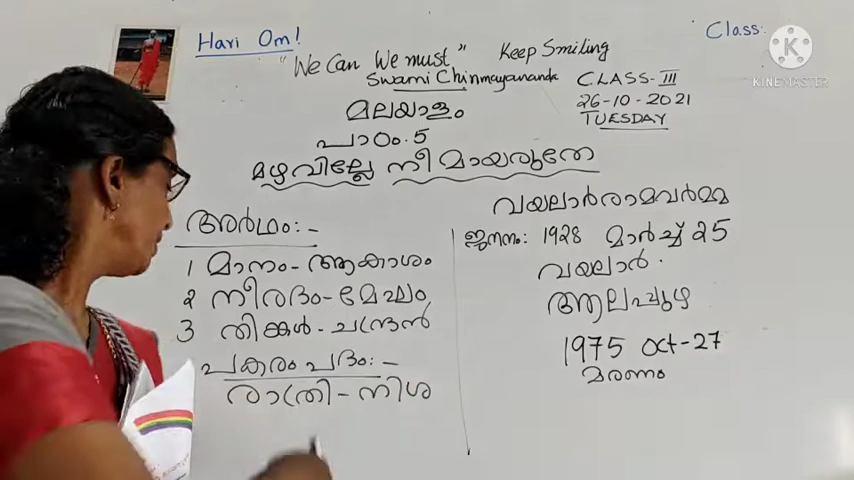 Hari Om!
Class:
"We Can We must" Keep Smiling
Swami Chinmayananda
CLASS-III
26-10-2021
TUESDAY
മലയാളം
പാഠം.5
മഴവില്ലേ നീ മായരുതേ
അർഥം:-
1 മാനം-ആകാശം
2 നീരദം-മേഘം
3 തിങ്കൾ-ചന്ദ്രൻ
പകരം പദം:-
രാത്രി-നിശ
വയലാർരാമവർമ്മ
ജനനം: 1928 മാർച്ച് 25
വയലാർ
ആലപ്പുഴ
1975 Oct-27
മരണം
K
KINEMASTER